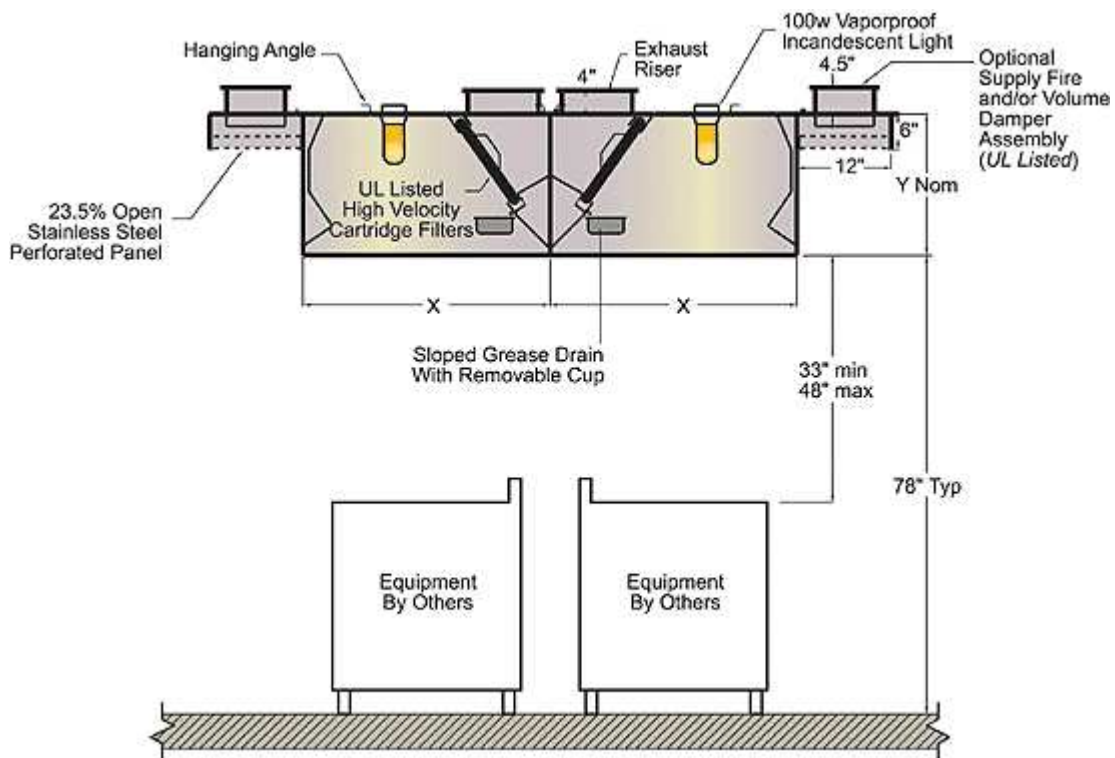 Hanging Angle
Exhaust
Riser
4"
100w Vaporproof
Incandescent Light
4.5"
Optional
Supply Fire
and/or Volume
Damper
Assembly
(UL Listed)
6"
12"
Y Nom
23.5% Open
Stainless Steel
Perforated Panel
UL Listed
High Velocity
Cartridge Filters
X
X
Sloped Grease Drain
With Removable Cup
33" min
48" max
78" Typ
Equipment
By Others
Equipment
By Others